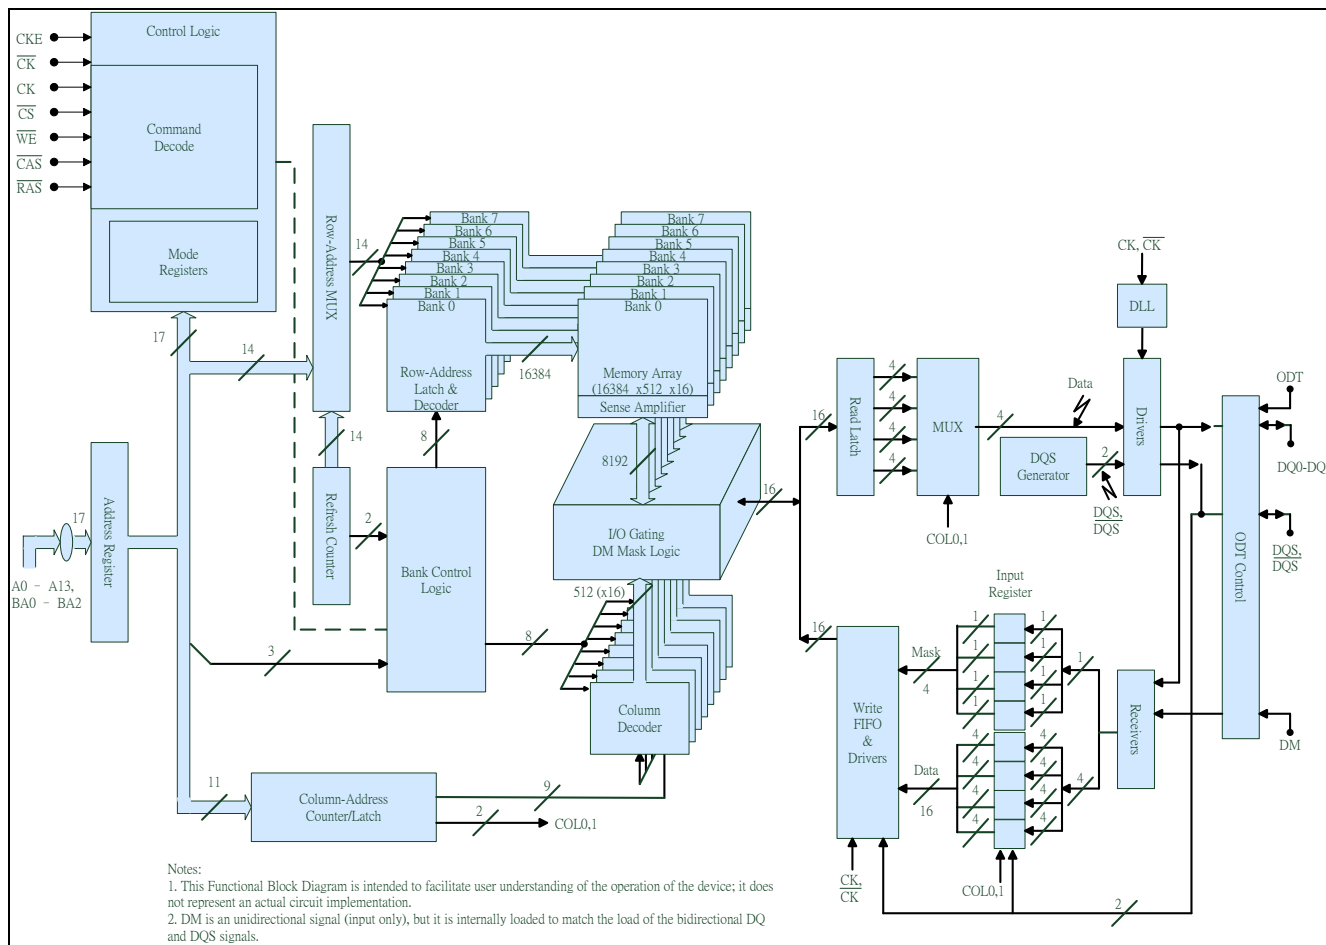 Control Logic
CKE
CK
CK
CS
WE
CAS
RAS
Command
Decode
Mode
Registers
17
14
Row-Address MUX
14
14
Refresh Counter
2
Bank 7
Bank 6
Bank 5
Bank 4
Bank 3
Bank 2
Bank 1
Bank 0
Row-Address
Latch &
Decoder
8
16384
Bank 7
Bank 6
Bank 5
Bank 4
Bank 3
Bank 2
Bank 1
Bank 0
Memory Array
(16384 x512 x16)
Sense Amplifier
8192
I/O Gating
DM Mask Logic
16
512 (x16)
Bank Control
Logic
8
3
Column
Decoder
Address Register
17
A0 - A13,
BA0 - BA2
11
Column-Address
Counter/Latch
9
2
COL0,1
16
Read Latch
4
4
4
4
MUX
COL0,1
4
Data
DQS
Generator
2
DQS,
DQS
CK, CK
DLL
Drivers
ODT
DQ0-DQ
DQS,
DQS
ODT Control
DM
Input
Register
1
1
1
1
1
1
1
1
1
Mask
4
16
Write
FIFO
&
Drivers
Data
16
4
4
4
4
4
4
4
4
4
Receivers
CK,
CK
COL0,1
2
Notes:
1. This Functional Block Diagram is intended to facilitate user understanding of the operation of the device; it does
not represent an actual circuit implementation.
2. DM is an unidirectional signal (input only), but it is internally loaded to match the load of the bidirectional DQ
and DQS signals.